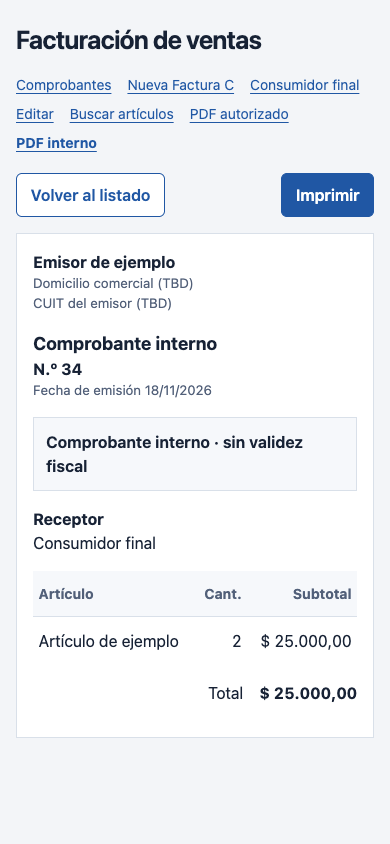 Facturación de ventas
Comprobantes Nueva Factura C Consumidor final
Editar Buscar artículos PDF autorizado
PDF interno
Volver al listado Imprimir
Emisor de ejemplo
Domicilio comercial (TBD)
CUIT del emisor (TBD)
Comprobante interno
N.º 34
Fecha de emisión 18/11/2026
Comprobante interno · sin validez
fiscal
Receptor
Consumidor final
Artículo Cant. Subtotal
Artículo de ejemplo 2 $ 25.000,00
Total $ 25.000,00